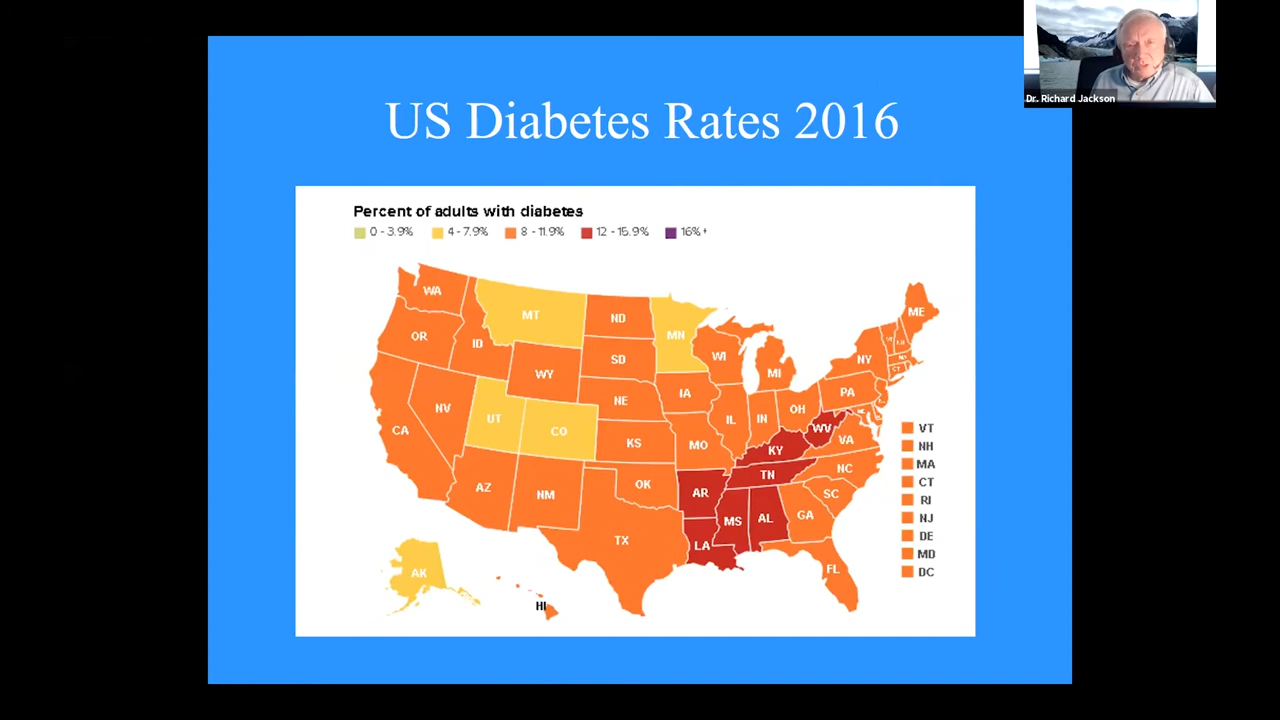 Dr. Richard Jackson
US Diabetes Rates 2016
Percent of adults with diabetes
0 - 3.9%
4 - 7.9%
8 - 11.9%
12 - 15.9%
16%+
WA
MT
ND
MN
ME
OR
ID
SD
WI
NY
WY
MI
NV
UT
CO
NE
IA
PA
IL
IN
OH
CA
KS
MO
WV
VA
KY
AZ
NM
OK
AR
TN
NC
SC
TX
LA
MS
AL
GA
FL
AK
HI
CT
VT
NH
MA
CT
RI
NJ
DE
MD
DC